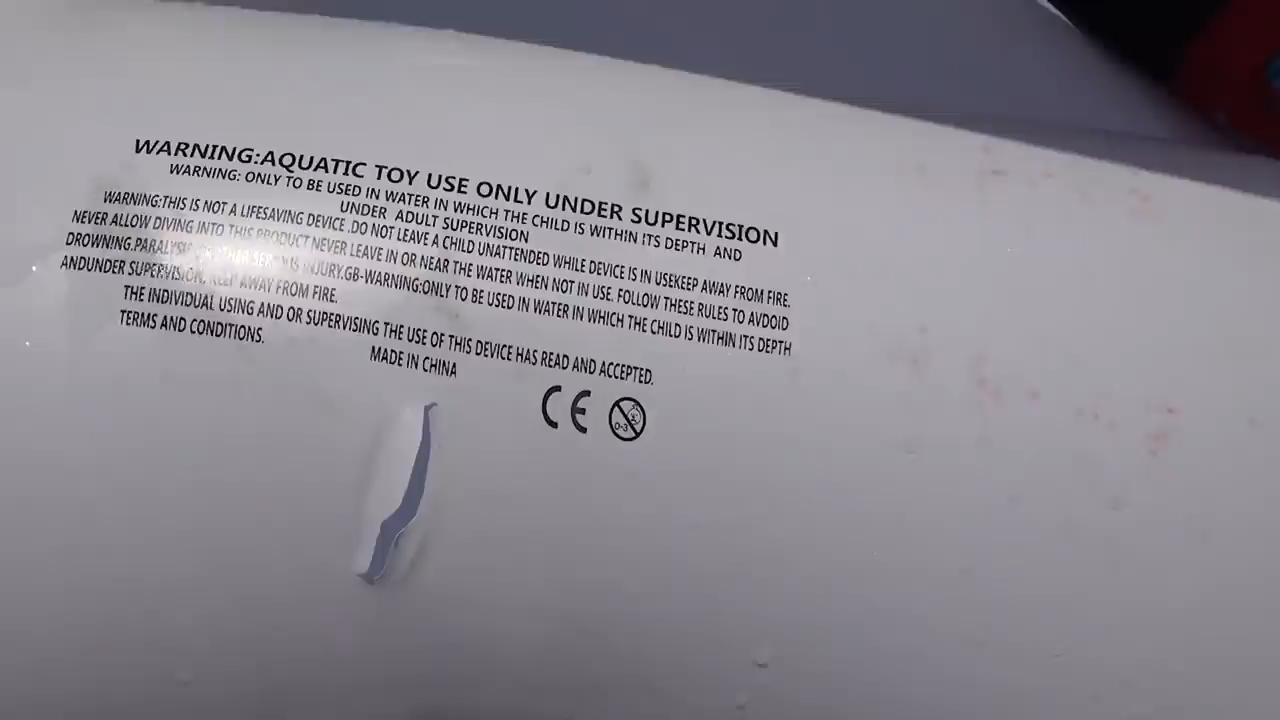 WARNING:AQUATIC TOY USE ONLY UNDER SUPERVISION
WARNING: ONLY TO BE USED IN WATER IN WHICH THE CHILD IS WITHIN ITS DEPTH AND
UNDER ADULT SUPERVISION
WARNING:THIS IS NOT A LIFESAVING DEVICE .DO NOT LEAVE A CHILD UNATTENDED WHILE DEVICE IS IN USEKEEP AWAY FROM FIRE.
NEVER ALLOW DIVING INTO THIS PRODUCT NEVER LEAVE IN OR NEAR THE WATER WHEN NOT IN USE. FOLLOW THESE RULES TO AVDOID
DROWNING.PARALYSIS OR OTHER SERIOUS INJURY.GB-WARNING:ONLY TO BE USED IN WATER IN WHICH THE CHILD IS WITHIN ITS DEPTH
ANDUNDER SUPERVISION. KEEP AWAY FROM FIRE.
THE INDIVIDUAL USING AND OR SUPERVISING THE USE OF THIS DEVICE HAS READ AND ACCEPTED.
TERMS AND CONDITIONS.
MADE IN CHINA
CE 0-3